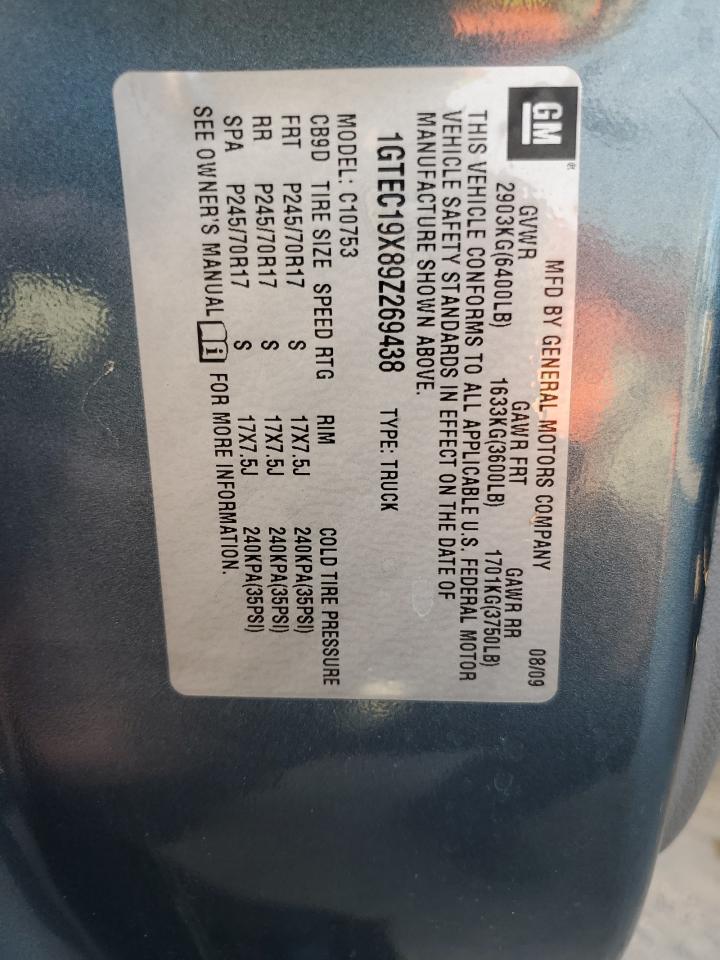 GM
MFD BY GENERAL MOTORS COMPANY 08/09
GVWR GAWR FRT GAWR RR
2903KG(6400LB) 1633KG(3600LB) 1701KG(3750LB)
THIS VEHICLE CONFORMS TO ALL APPLICABLE U.S. FEDERAL MOTOR
VEHICLE SAFETY STANDARDS IN EFFECT ON THE DATE OF
MANUFACTURE SHOWN ABOVE.
1GTEC19X89Z269438 TYPE: TRUCK
MODEL: C10753
CB9D TIRE SIZE SPEED RTG RIM COLD TIRE PRESSURE
FRT P245/70R17 S 17X7.5J 240KPA(35PSI)
RR P245/70R17 S 17X7.5J 240KPA(35PSI)
SPA P245/70R17 S 17X7.5J 240KPA(35PSI)
SEE OWNER'S MANUAL i FOR MORE INFORMATION.